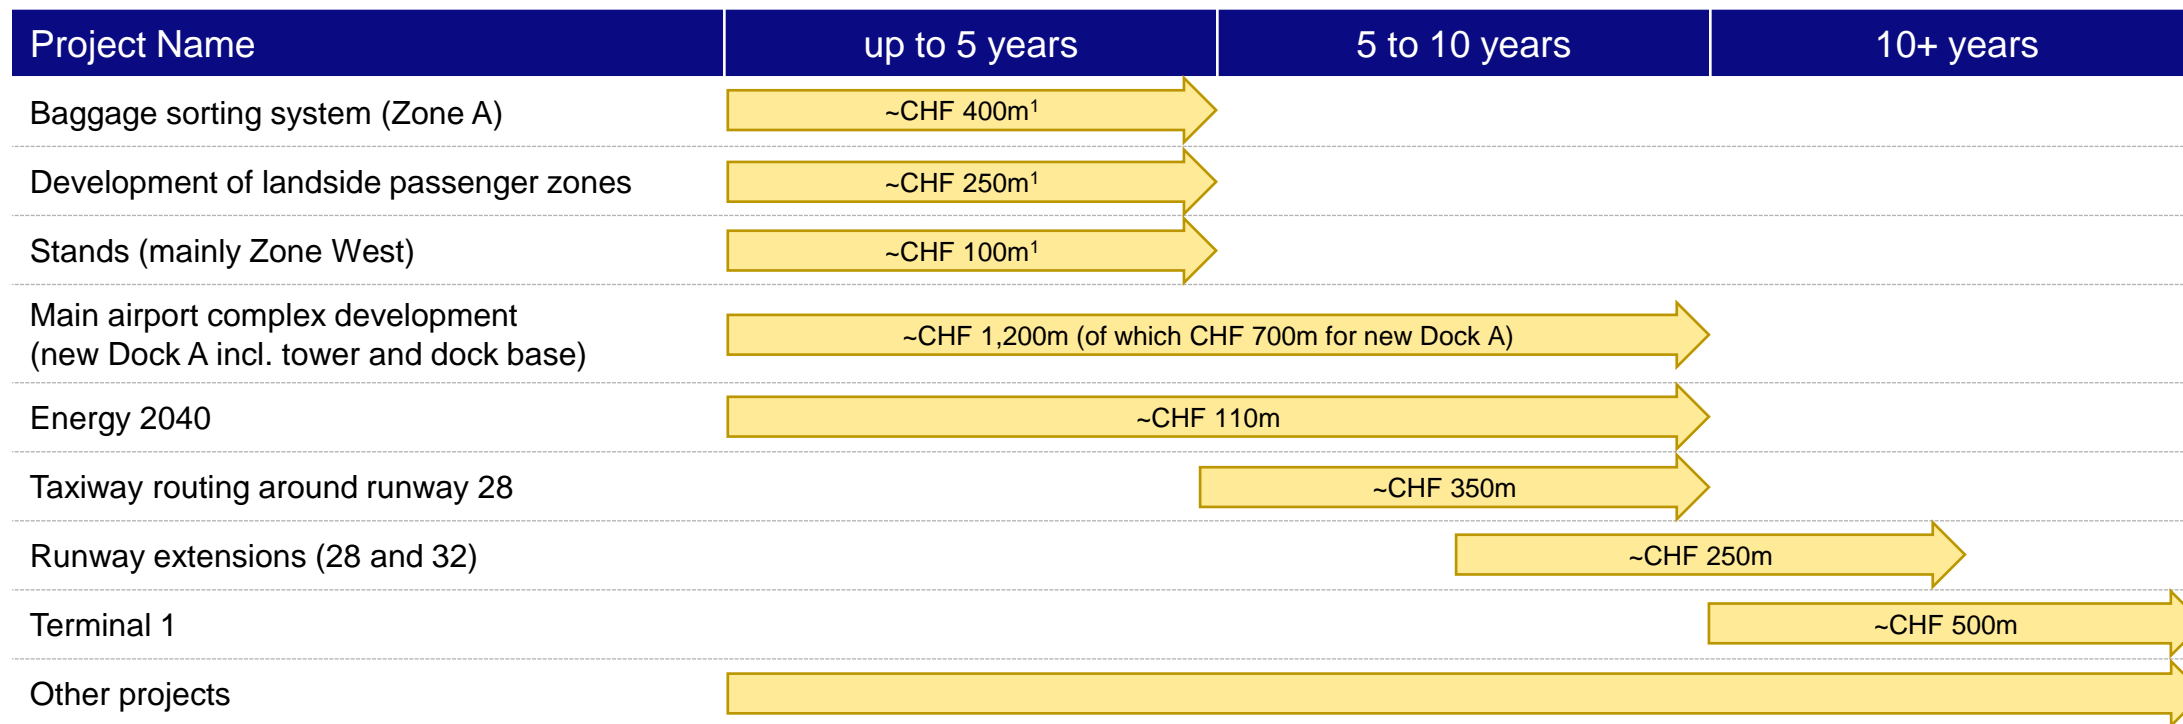 Project Name up to 5 years 5 to 10 years 10+ years
Baggage sorting system (Zone A) ~CHF 400m¹
Development of landside passenger zones ~CHF 250m¹
Stands (mainly Zone West) ~CHF 100m¹
Main airport complex development
(new Dock A incl. tower and dock base) ~CHF 1,200m (of which CHF 700m for new Dock A)
Energy 2040 ~CHF 110m
Taxiway routing around runway 28 ~CHF 350m
Runway extensions (28 and 32) ~CHF 250m
Terminal 1 ~CHF 500m
Other projects